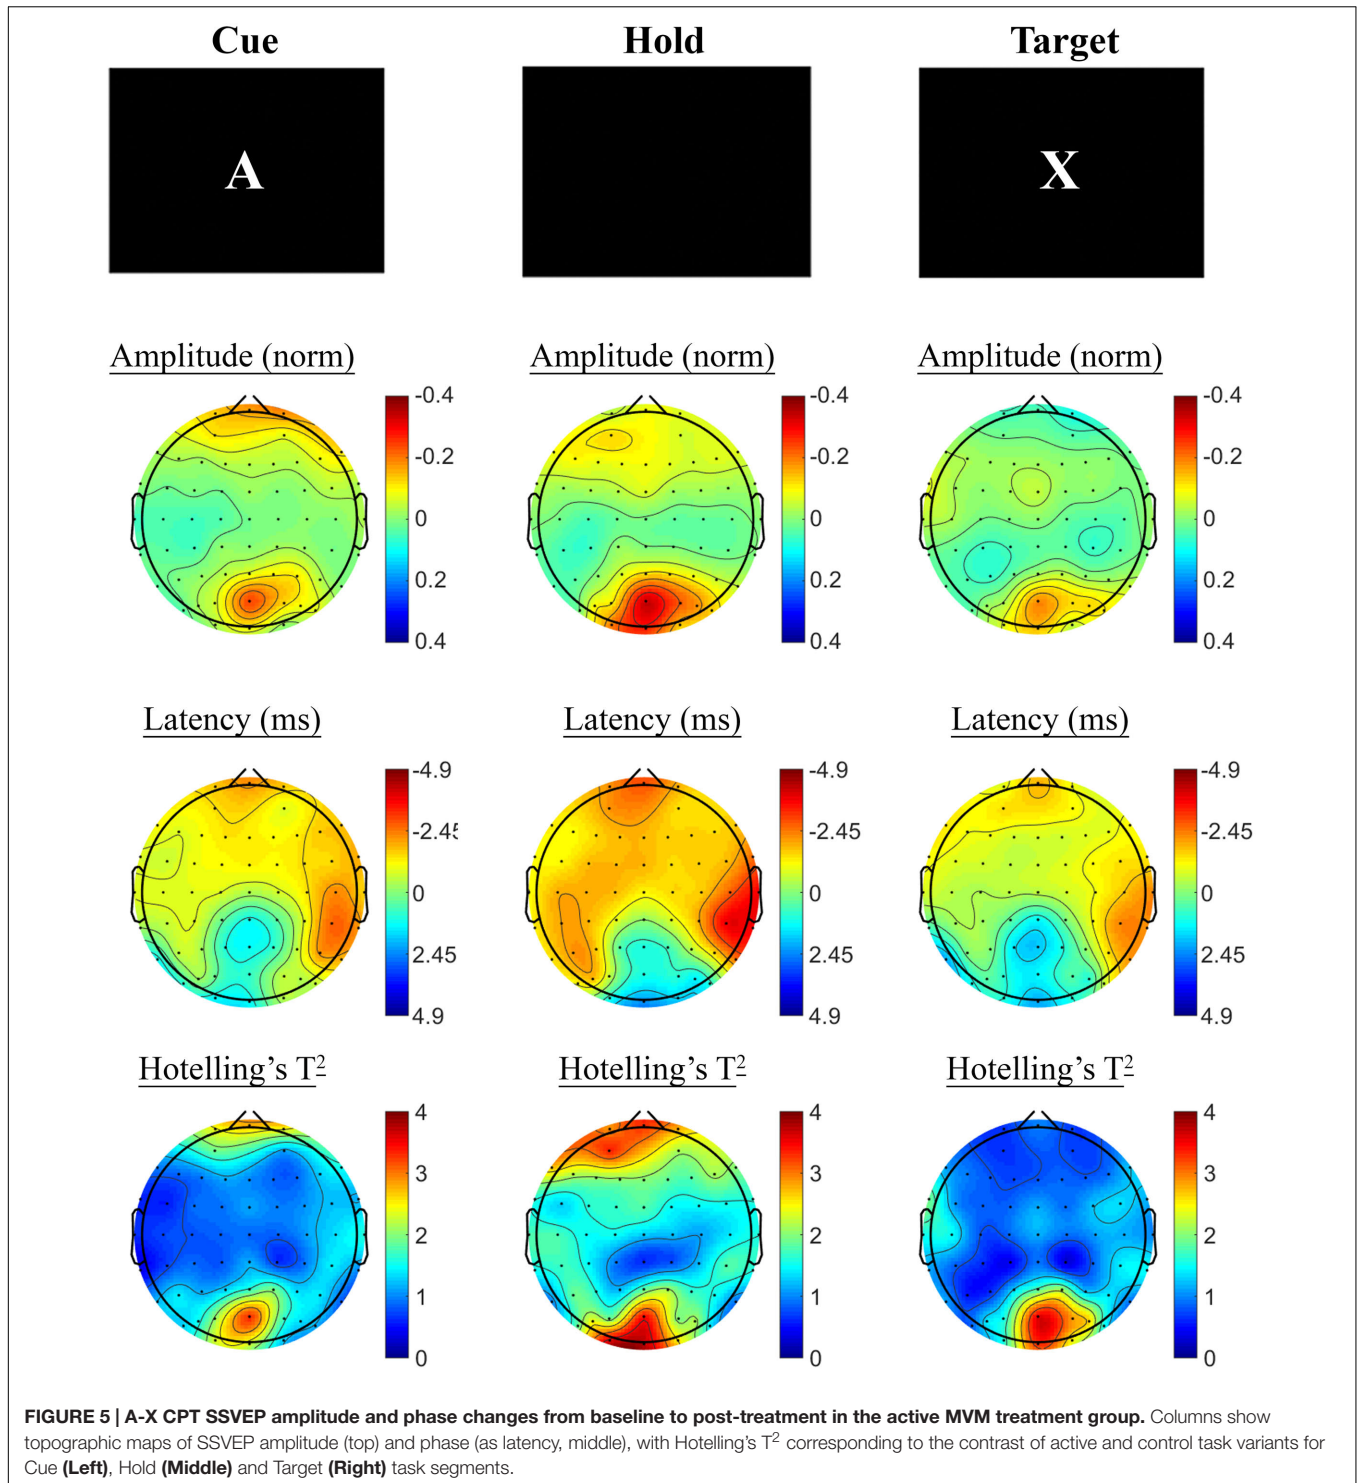 Cue Hold Target
A X
Amplitude (norm) Amplitude (norm) Amplitude (norm)
-0.4 -0.4 -0.4
-0.2 -0.2 -0.2
0 0 0
0.2 0.2 0.2
0.4 0.4 0.4
Latency (ms) Latency (ms) Latency (ms)
-4.9 -4.9 -4.9
-2.45 -2.45 -2.45
0 0 0
2.45 2.45 2.45
4.9 4.9 4.9
Hotelling's T² Hotelling's T² Hotelling's T²
4 4 4
3 3 3
2 2 2
1 1 1
0 0 0
FIGURE 5 | A-X CPT SSVEP amplitude and phase changes from baseline to post-treatment in the active MVM treatment group. Columns show
topographic maps of SSVEP amplitude (top) and phase (as latency, middle), with Hotelling's T² corresponding to the contrast of active and control task variants for
Cue (Left), Hold (Middle) and Target (Right) task segments.